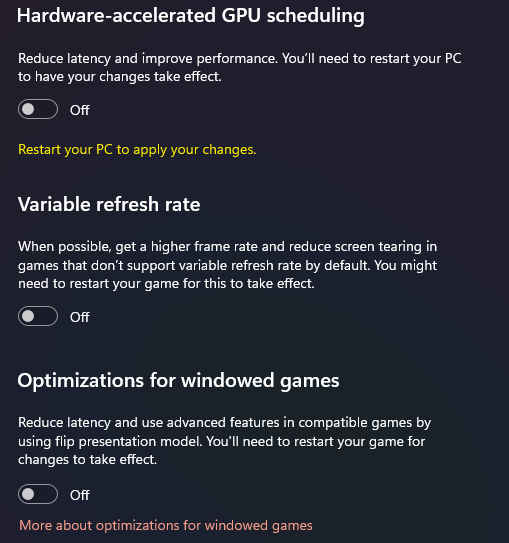 Hardware-accelerated GPU scheduling
Reduce latency and improve performance. You'll need to restart your PC
to have your changes take effect.
Off
Restart your PC to apply your changes.
Variable refresh rate
When possible, get a higher frame rate and reduce screen tearing in
games that don't support variable refresh rate by default. You might
need to restart your game for this to take effect.
Off
Optimizations for windowed games
Reduce latency and use advanced features in compatible games by
using flip presentation model. You'll need to restart your game for
changes to take effect.
Off
More about optimizations for windowed games